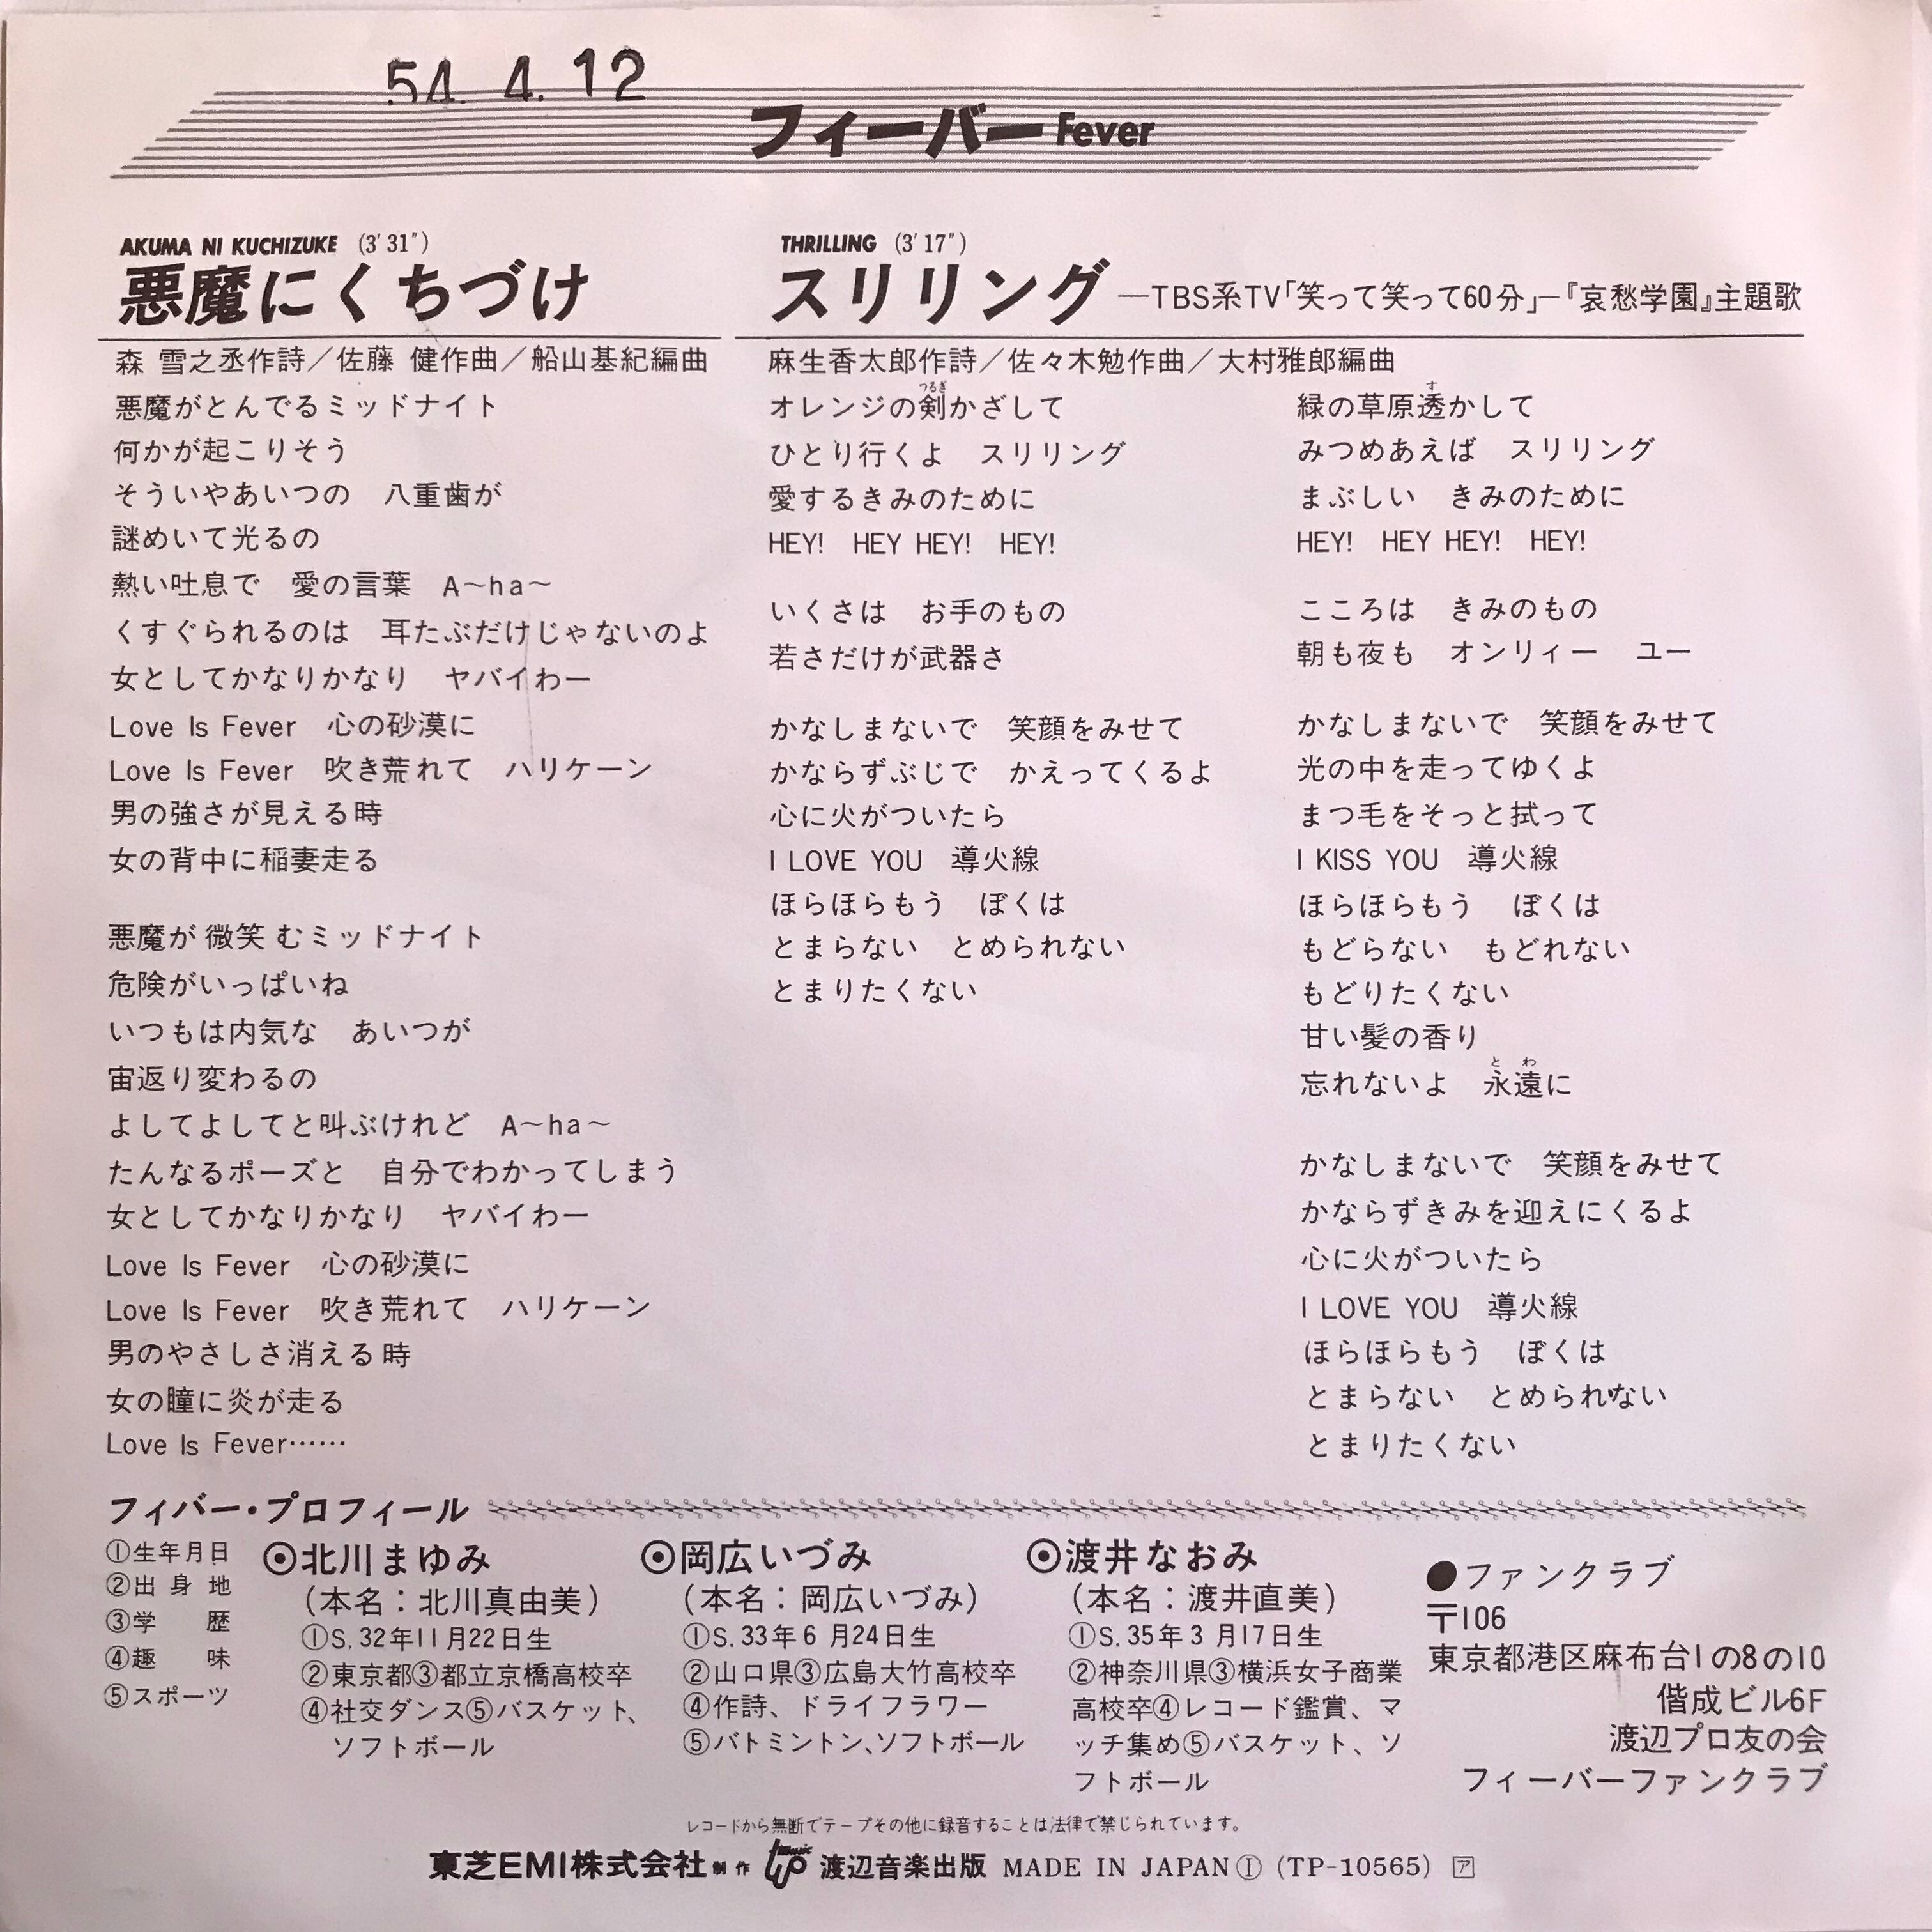 54. 4. 12
フィーバー Fever
AKUMA NI KUCHIZUKE (3′31″)
悪魔にくちづけ
森 雪之丞作詩／佐藤 健作曲／船山基紀編曲
悪魔がとんでるミッドナイト
何かが起こりそう
そういやあいつの　八重歯が
謎めいて光るの
熱い吐息で　愛の言葉　A～ha～
くすぐられるのは　耳たぶだけじゃないのよ
女としてかなりかなり　ヤバイわー
Love Is Fever　心の砂漠に
Love Is Fever　吹き荒れて　ハリケーン
男の強さが見える時
女の背中に稲妻走る
悪魔が微笑むミッドナイト
危険がいっぱいね
いつもは内気な　あいつが
宙返り変わるの
よしてよしてと叫ぶけれど　A～ha～
たんなるポーズと　自分でわかってしまう
女としてかなりかなり　ヤバイわー
Love Is Fever　心の砂漠に
Love Is Fever　吹き荒れて　ハリケーン
男のやさしさ消える時
女の瞳に炎が走る
Love Is Fever……
THRILLING (3′17″)
スリリング —TBS系TV「笑って笑って60分」—『哀愁学園』主題歌
麻生香太郎作詩／佐々木勉作曲／大村雅郎編曲
つるぎ
オレンジの剣かざして
ひとり行くよ　スリリング
愛するきみのために
HEY!　HEY HEY!　HEY!
いくさは　お手のもの
若さだけが武器さ
かなしまないで　笑顔をみせて
かならずぶじで　かえってくるよ
心に火がついたら
I LOVE YOU　導火線
ほらほらもう　ぼくは
とまらない　とめられない
とまりたくない
す
緑の草原透かして
みつめあえば　スリリング
まぶしい　きみのために
HEY!　HEY HEY!　HEY!
こころは　きみのもの
朝も夜も　オンリィー　ユー
かなしまないで　笑顔をみせて
光の中を走ってゆくよ
まつ毛をそっと拭って
I KISS YOU　導火線
ほらほらもう　ぼくは
もどらない　もどれない
もどりたくない
甘い髪の香り
とわ
忘れないよ　永遠に
かなしまないで　笑顔をみせて
かならずきみを迎えにくるよ
心に火がついたら
I LOVE YOU　導火線
ほらほらもう　ぼくは
とまらない　とめられない
とまりたくない
フィバー・プロフィール
①生年月日
②出身地
③学歴
④趣味
⑤スポーツ
⦿北川まゆみ
（本名：北川真由美）
①S.32年11月22日生
②東京都③都立京橋高校卒
④社交ダンス⑤バスケット、
ソフトボール
⦿岡広いづみ
（本名：岡広いづみ）
①S.33年6月24日生
②山口県③広島大竹高校卒
④作詩、ドライフラワー
⑤バトミントン、ソフトボール
⦿渡井なおみ
（本名：渡井直美）
①S.35年3月17日生
②神奈川県③横浜女子商業
高校卒④レコード鑑賞、マ
ッチ集め⑤バスケット、ソ
フトボール
●ファンクラブ
〒106
東京都港区麻布台1の8の10
偕成ビル6F
渡辺プロ友の会
フィーバーファンクラブ
レコードから無断でテープその他に録音することは法律で禁じられています。
東芝EMI株式会社 制作 渡辺音楽出版 MADE IN JAPAN Ⓘ (TP-10565) ア